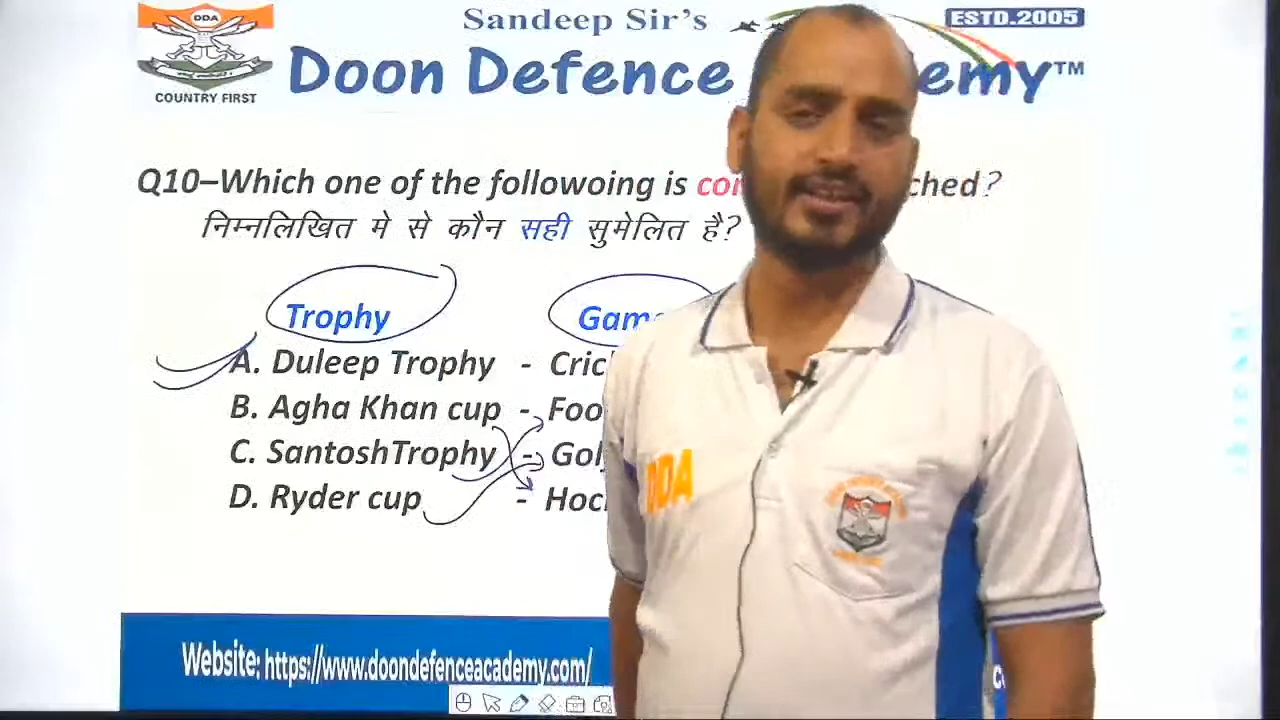 DDA
COUNTRY FIRST
Sandeep Sir's
ESTD.2005
Doon Defence emy™
Q10–Which one of the followoing is cor ched?
निम्नलिखित मे से कौन सही सुमेलित है?
Trophy Gam
A. Duleep Trophy - Cric
B. Agha Khan cup - Foo
C. SantoshTrophy - Gol
D. Ryder cup - Hoc
DDA
Website: https://www.doondefenceacademy.com/